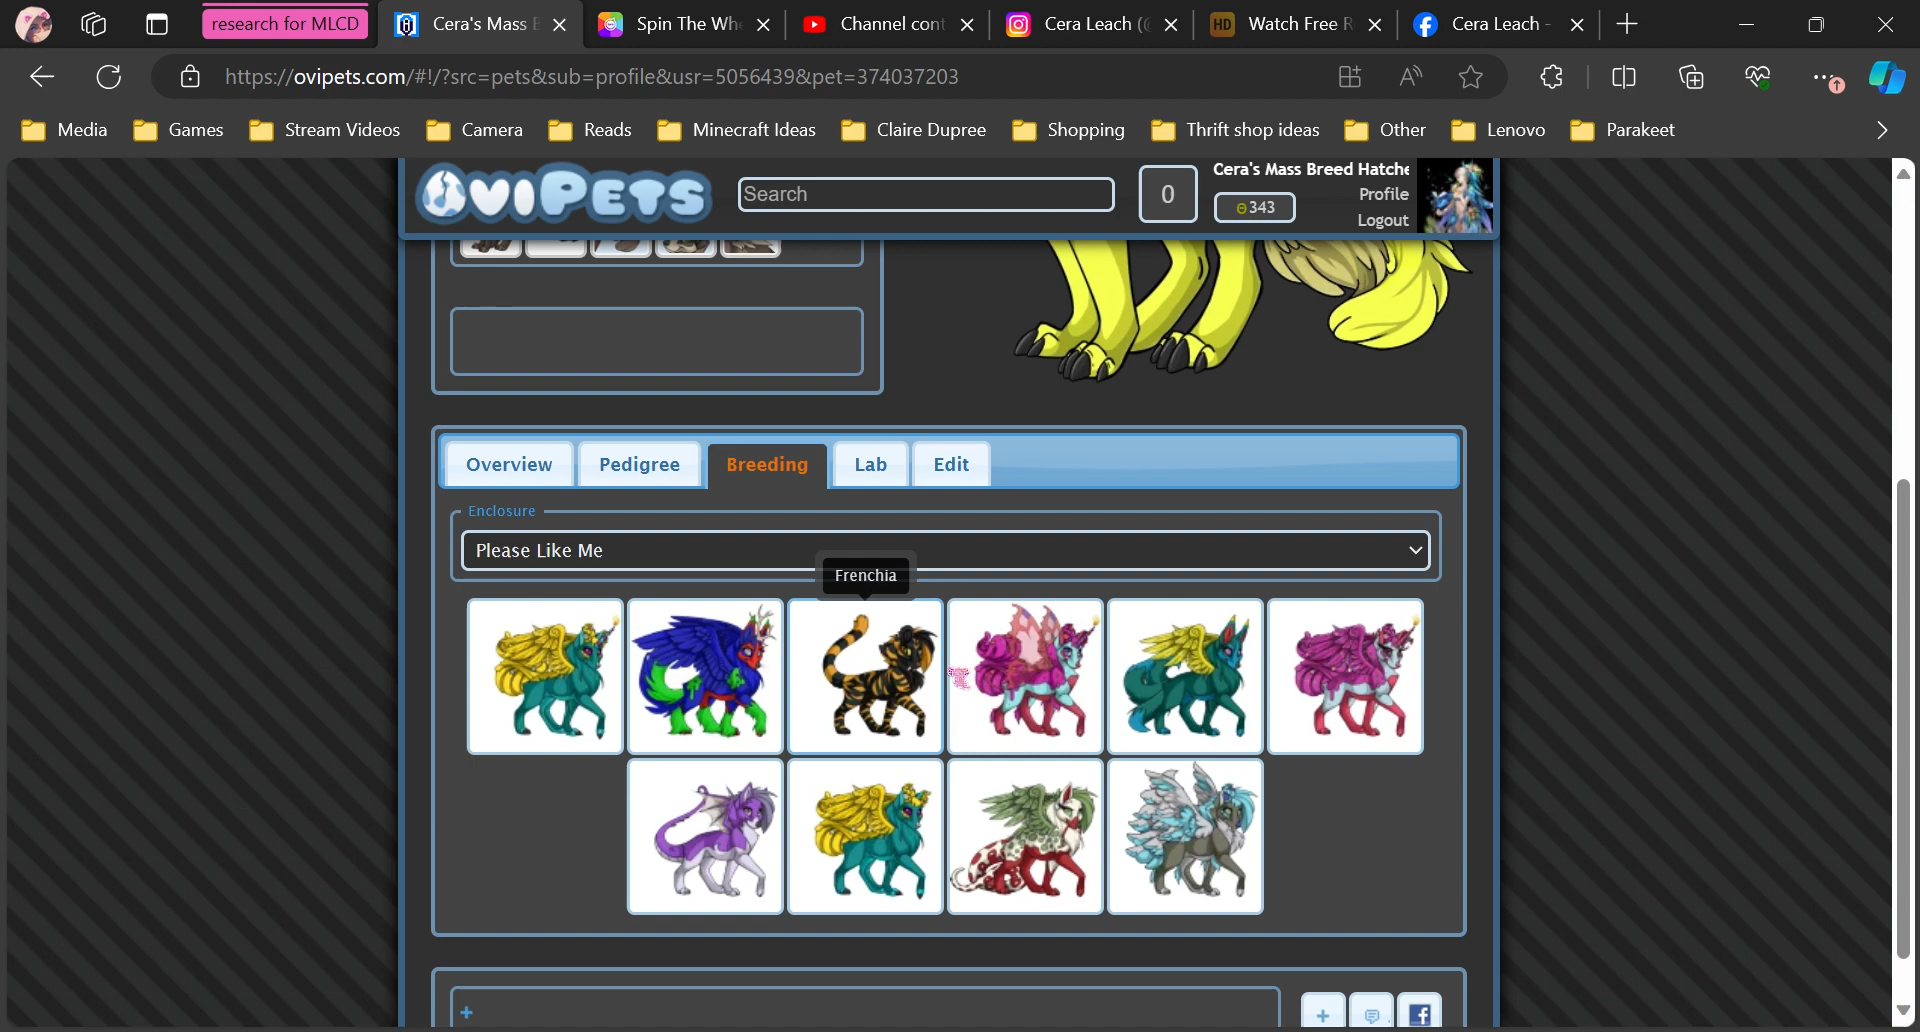 research for MLCD
Cera's Mass
Spin The Wh
Channel cont
Cera Leach (
Watch Free R
Cera Leach -
https://ovipets.com/#!/?src=pets&sub=profile&usr=5056439&pet=374037203
Media
Games
Stream Videos
Camera
Reads
Minecraft Ideas
Claire Dupree
Shopping
Thrift shop ideas
Other
Lenovo
Parakeet
OviPets
Search
0
Cera's Mass Breed Hatche
343
Profile
Logout
Overview
Pedigree
Breeding
Lab
Edit
Enclosure
Please Like Me
Frenchia